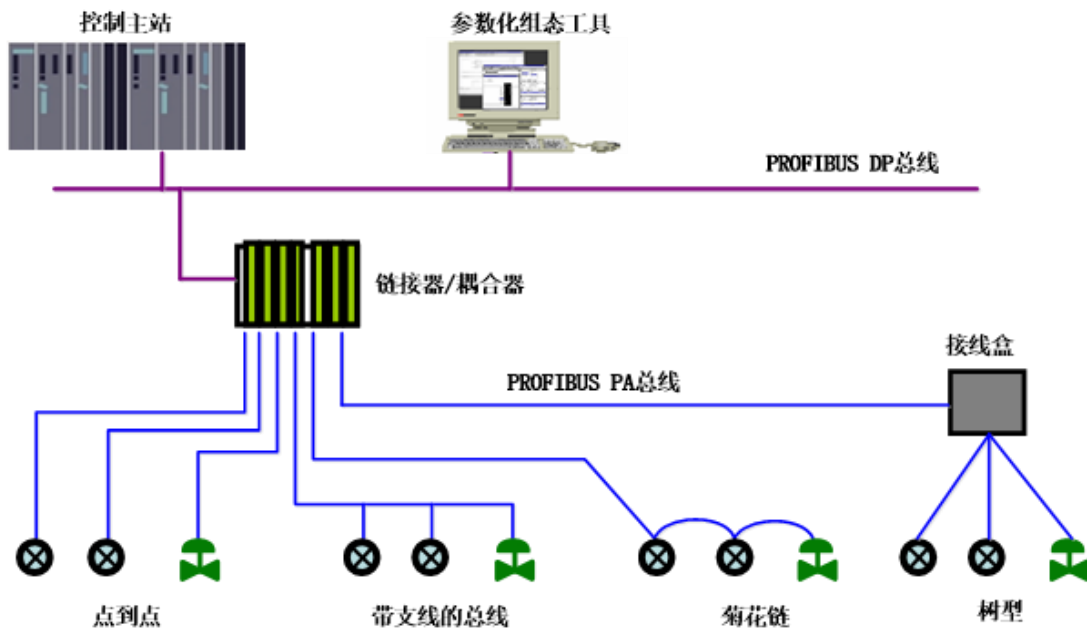 控制主站
参数化组态工具
PROFIBUS DP总线
链接器/耦合器
接线盒
PROFIBUS PA总线
点到点
带支线的总线
菊花链
树型